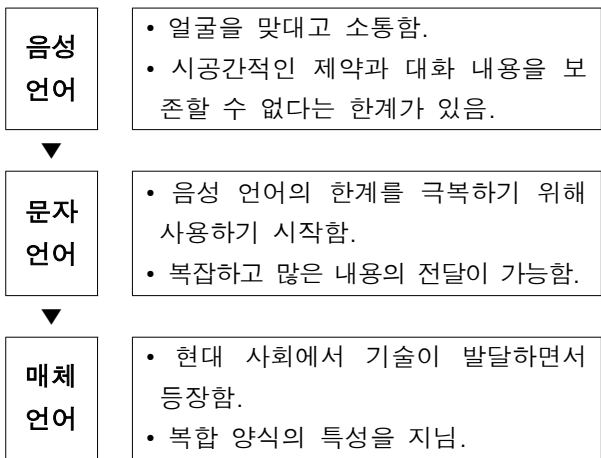 음성
언어
• 얼굴을 맞대고 소통함.
• 시공간적인 제약과 대화 내용을 보
존할 수 없다는 한계가 있음.
▼
문자
언어
• 음성 언어의 한계를 극복하기 위해
사용하기 시작함.
• 복잡하고 많은 내용의 전달이 가능함.
▼
매체
언어
• 현대 사회에서 기술이 발달하면서
등장함.
• 복합 양식의 특성을 지님.